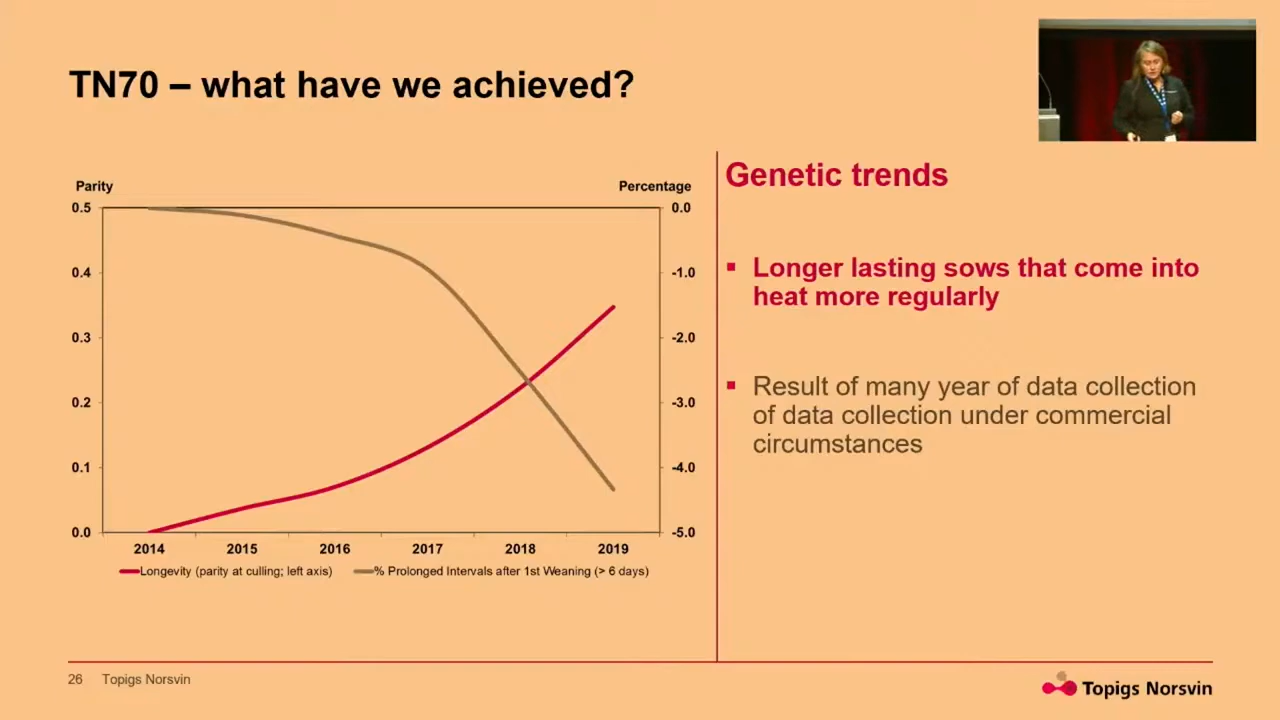 TN70 – what have we achieved?
Parity
Percentage
0.5
0.4
0.3
0.2
0.1
0.0
0.0
-1.0
-2.0
-3.0
-4.0
-5.0
2014 2015 2016 2017 2018 2019
Longevity (parity at culling; left axis)
% Prolonged Intervals after 1st Weaning (> 6 days)
Genetic trends
Longer lasting sows that come into
heat more regularly
Result of many year of data collection
of data collection under commercial
circumstances
26 Topigs Norsvin
Topigs Norsvin